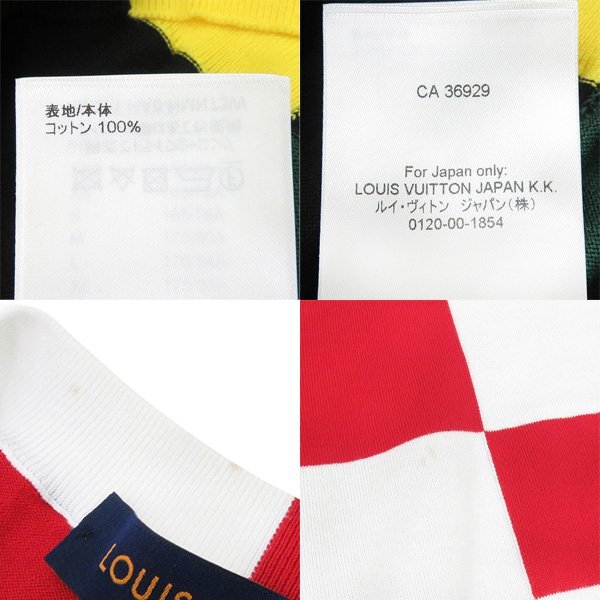 表地/本体
コットン 100%
CA 36929
For Japan only:
LOUIS VUITTON JAPAN K.K.
ルイ・ヴィトン ジャパン(株)
0120-00-1854
LOUIS